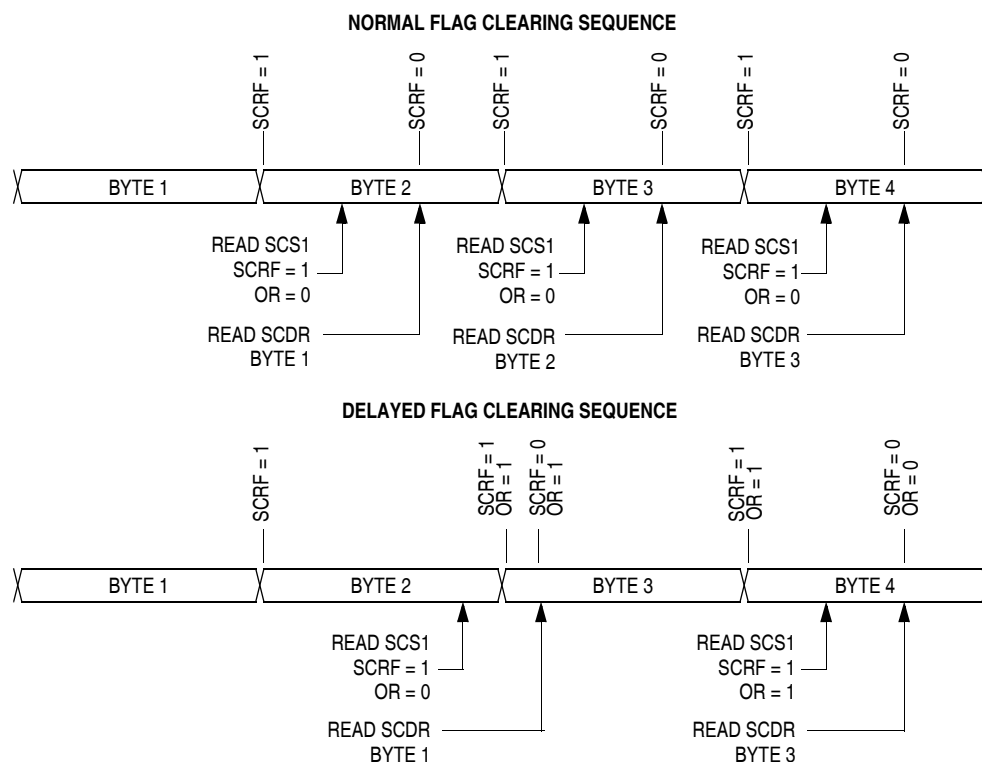 NORMAL FLAG CLEARING SEQUENCE
SCRF = 1
SCRF = 0
SCRF = 1
SCRF = 0
SCRF = 1
SCRF = 0
BYTE 1
BYTE 2
BYTE 3
BYTE 4
READ SCS1
SCRF = 1
OR = 0
READ SCDR
BYTE 1
READ SCS1
SCRF = 1
OR = 0
READ SCDR
BYTE 2
READ SCS1
SCRF = 1
OR = 0
READ SCDR
BYTE 3
DELAYED FLAG CLEARING SEQUENCE
SCRF = 1
SCRF = 1
OR = 1
SCRF = 0
OR = 1
SCRF = 1
OR = 1
SCRF = 0
OR = 0
BYTE 1
BYTE 2
BYTE 3
BYTE 4
READ SCS1
SCRF = 1
OR = 0
READ SCDR
BYTE 1
READ SCS1
SCRF = 1
OR = 1
READ SCDR
BYTE 3